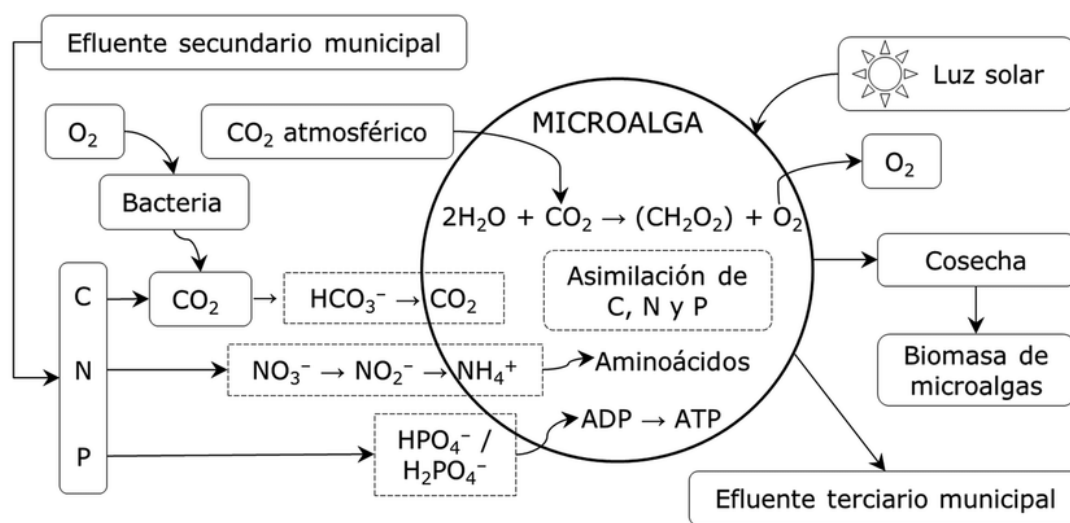 Efluente secundario municipal
Luz solar
O₂
CO₂ atmosférico
MICROALGA
O₂
Bacteria
2H₂O + CO₂ → (CH₂O₂) + O₂
Cosecha
Asimilación de
C, N y P
C
CO₂ → HCO₃⁻ → CO₂
N
NO₃⁻ → NO₂⁻ → NH₄⁺
Aminoácidos
Biomasa de
microalgas
P
HPO₄⁻ /
H₂PO₄⁻
ADP → ATP
Efluente terciario municipal